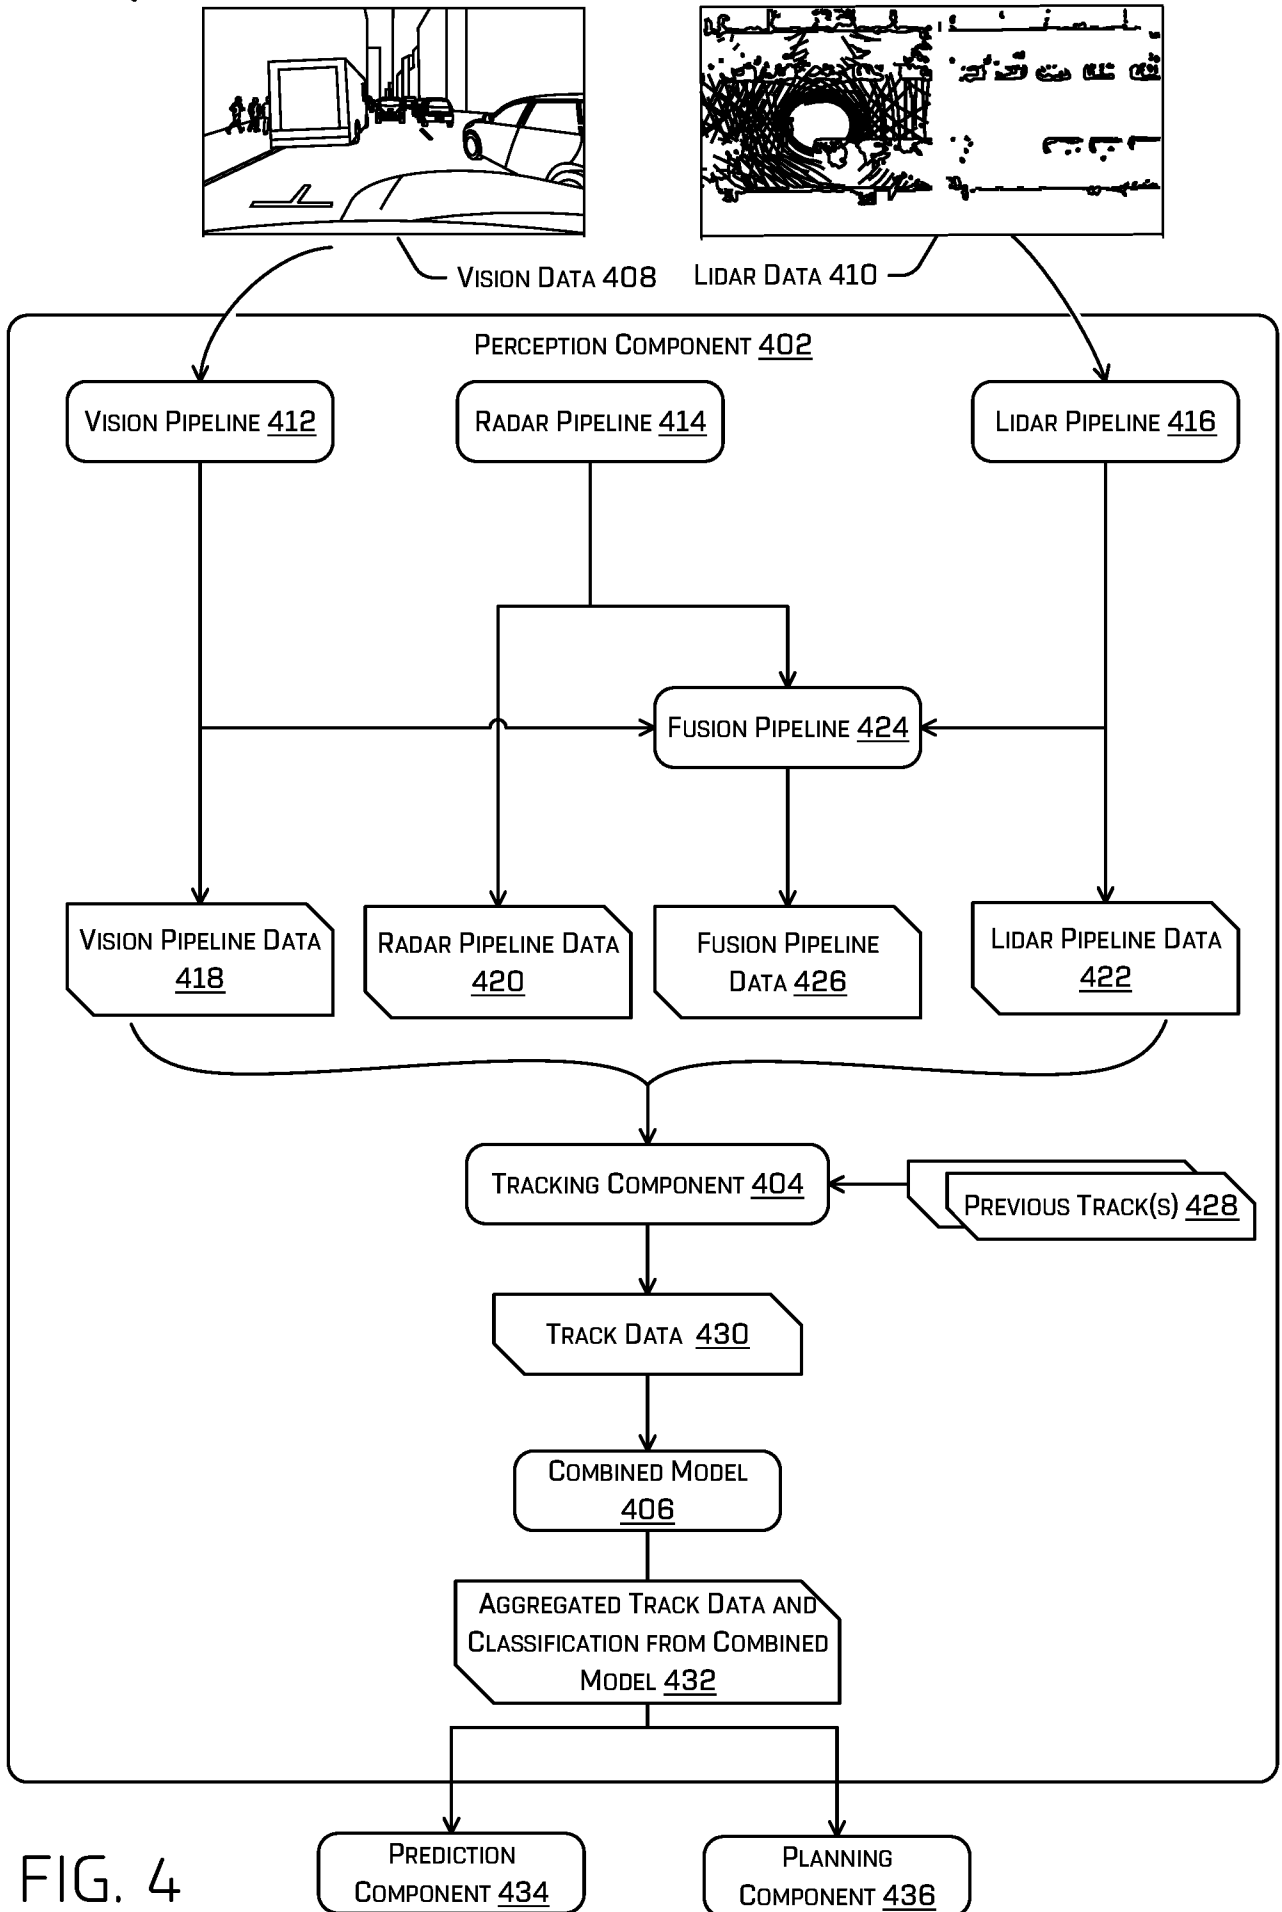 VISION DATA 408
LIDAR DATA 410
PERCEPTION COMPONENT 402
VISION PIPELINE 412
RADAR PIPELINE 414
LIDAR PIPELINE 416
FUSION PIPELINE 424
VISION PIPELINE DATA
418
RADAR PIPELINE DATA
420
FUSION PIPELINE
DATA 426
LIDAR PIPELINE DATA
422
TRACKING COMPONENT 404
PREVIOUS TRACK(S) 428
TRACK DATA 430
COMBINED MODEL
406
AGGREGATED TRACK DATA AND
CLASSIFICATION FROM COMBINED
MODEL 432
PREDICTION
COMPONENT 434
PLANNING
COMPONENT 436
FIG. 4